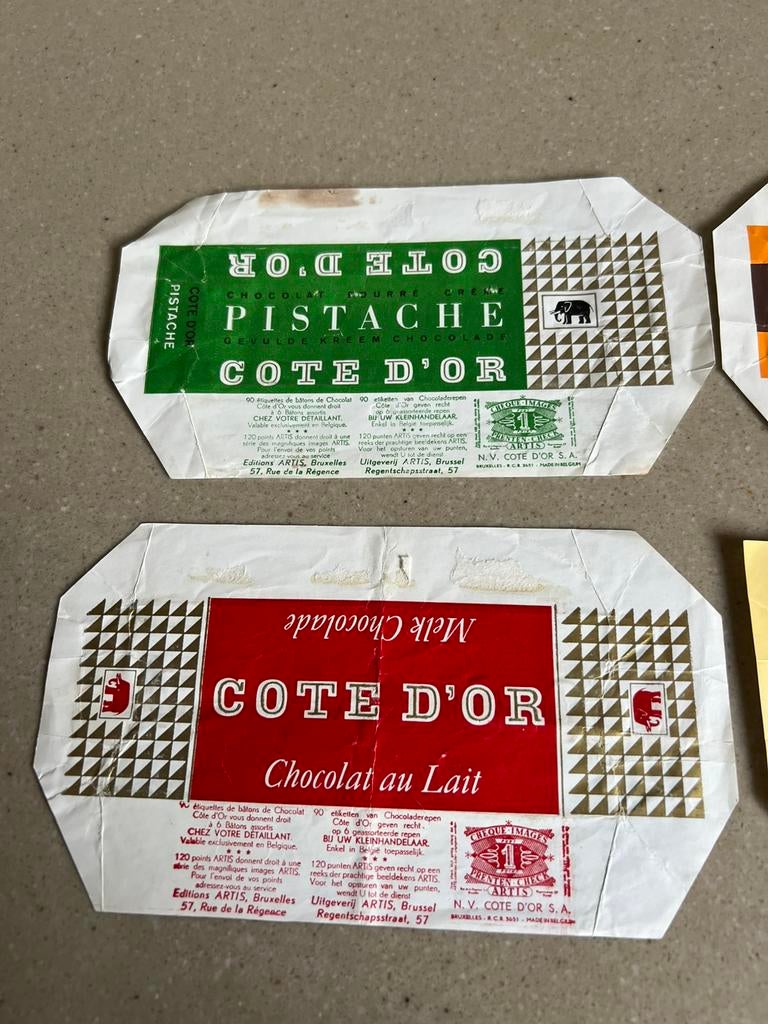 COTE D'OR
CHOCOLAT FOURRÉ CRÈME
PISTACHE
GEVULDE KREEM CHOCOLADE
COTE D'OR
COTE D'OR
PISTACHE
90 étiquettes de bâtons de Chocolat
Côte d'Or vous donnent droit
à 6 Bâtons assortis
CHEZ VOTRE DÉTAILLANT.
Valable exclusivement en Belgique.
★ ★ ★
120 points ARTIS donnent droit à une
série des magnifiques images ARTIS.
Pour l'envoi de vos points
adressez-vous au service
Editions ARTIS, Bruxelles
57, Rue de la Régence
90 etiketten van Chocoladerepen
Côte d'Or geven recht
op 6 geassorteerde repen
BIJ UW KLEINHANDELAAR.
Enkel in België toepasselijk.
★ ★ ★
120 punten ARTIS geven recht op een
reeks der prachtige beeldekens ARTIS.
Voor het opsturen van uw punten,
wendt U tot de dienst
Uitgeverij ARTIS, Brussel
Regentschapsstraat, 57
CHEQUE-IMAGES
1
PRENTEN-CHECK
ARTIS
N.V. COTE D'OR S.A.
BRUXELLES - R.C.B. 3651 - MADE IN BELGIUM
Melk Chocolade
COTE D'OR
Chocolat au Lait
étiquettes de bâtons de Chocolat
Côte d'Or vous donnent droit
à 6 Bâtons assortis
CHEZ VOTRE DÉTAILLANT.
Valable exclusivement en Belgique.
★ ★ ★
120 points ARTIS donnent droit à une
série des magnifiques images ARTIS.
Pour l'envoi de vos points
adressez-vous au service
Editions ARTIS, Bruxelles
57, Rue de la Régence
90 etiketten van Chocoladerepen
Côte d'Or geven recht
op 6 geassorteerde repen
BIJ UW KLEINHANDELAAR.
Enkel in België toepasselijk.
★ ★ ★
120 punten ARTIS geven recht op een
reeks der prachtige beeldekens ARTIS.
Voor het opsturen van uw punten,
wendt U tot de dienst
Uitgeverij ARTIS, Brussel
Regentschapsstraat, 57
CHEQUE-IMAGES
1
PRENTEN-CHECK
ARTIS
N.V. COTE D'OR S.A.
BRUXELLES - R.C.B. 3651 - MADE IN BELGIUM